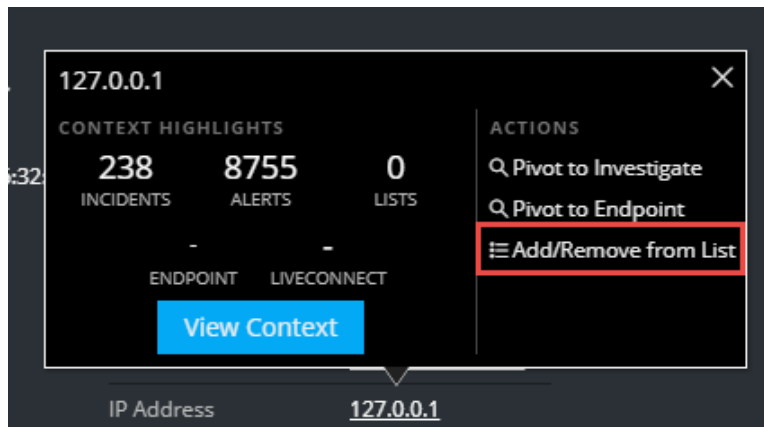 127.0.0.1
CONTEXT HIGHLIGHTS
238 8755 0
INCIDENTS ALERTS LISTS
- -
ENDPOINT LIVECONNECT
View Context
ACTIONS
Pivot to Investigate
Pivot to Endpoint
Add/Remove from List
:32:
IP Address 127.0.0.1